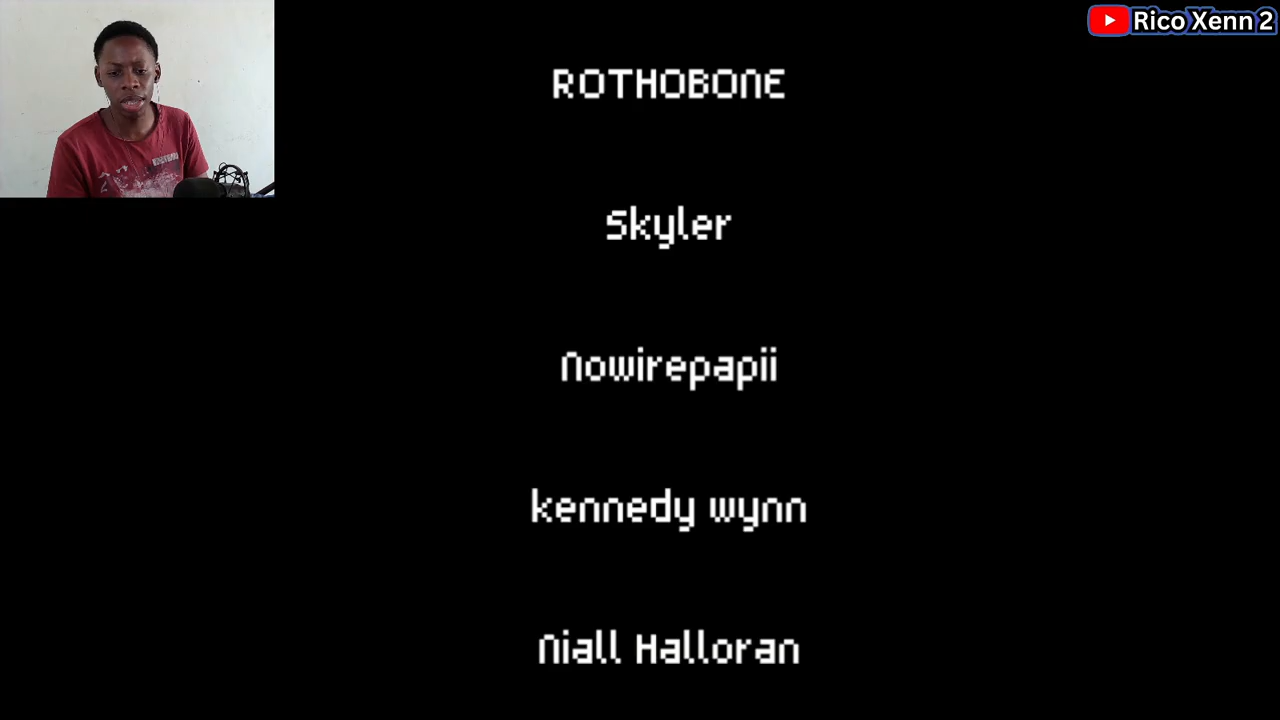 Rico Xenn 2
ROTHOBONE
Skyler
Nowirepapii
kennedy wynn
Niall Halloran